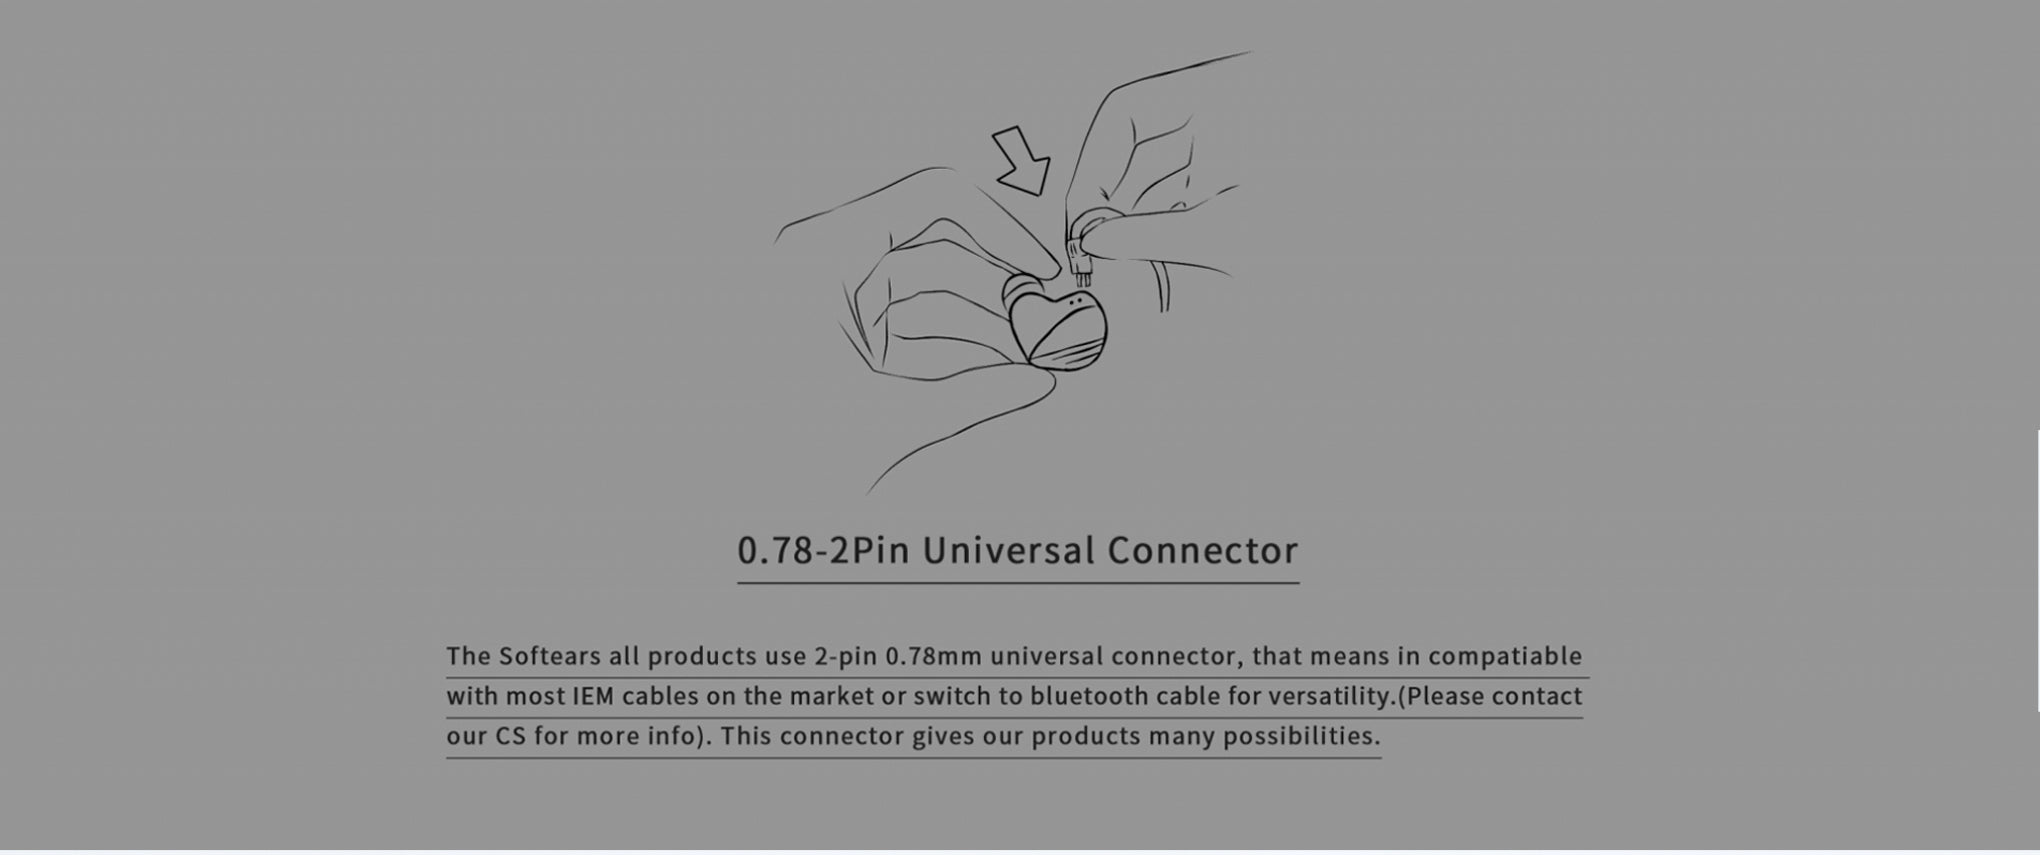 0.78-2Pin Universal Connector
The Softears all products use 2-pin 0.78mm universal connector, that means in compatiable
with most IEM cables on the market or switch to bluetooth cable for versatility.(Please contact
our CS for more info). This connector gives our products many possibilities.